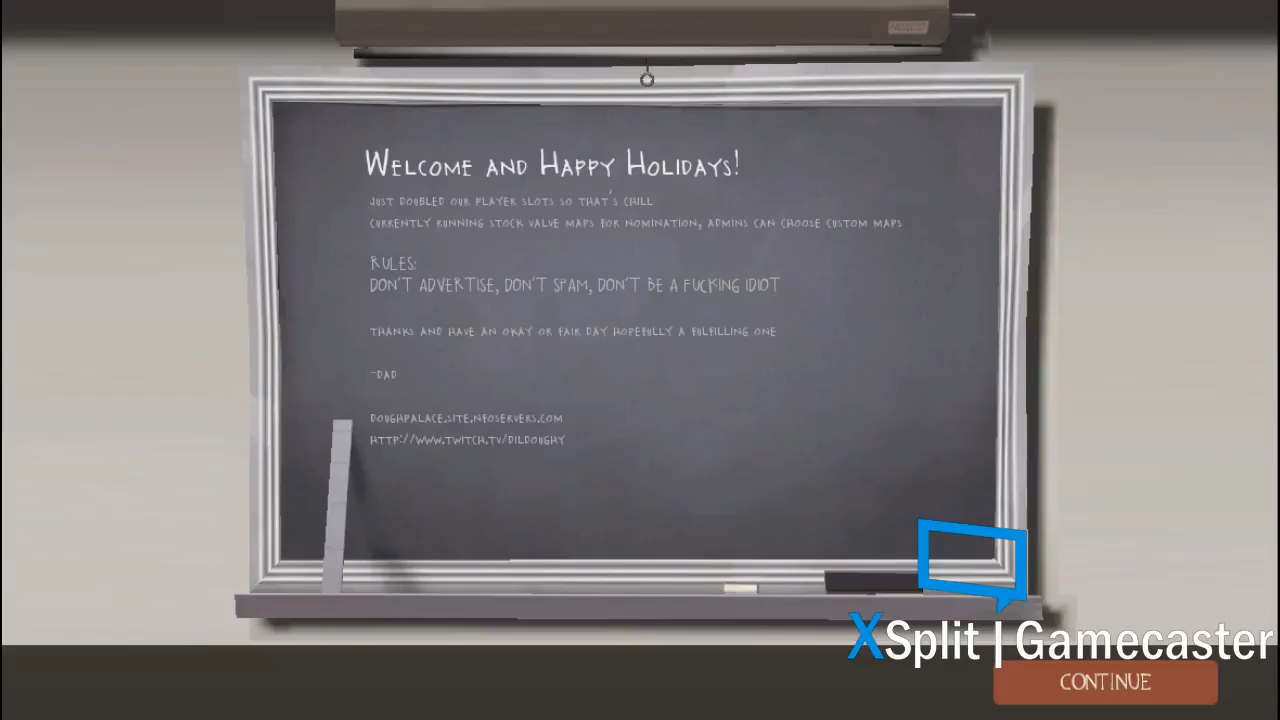 Welcome and Happy Holidays!
Just doubled our player slots so that's chill
Currently running stock Valve maps for nomination, admins can choose custom maps
Rules:
Don't advertise, don't spam, don't be a fucking idiot
Thanks and have an okay or fair day hopefully a fulfilling one
-Dad
doughpalace.site.nfoservers.com
http://www.twitch.tv/dildoughy
XSplit | Gamecaster
CONTINUE